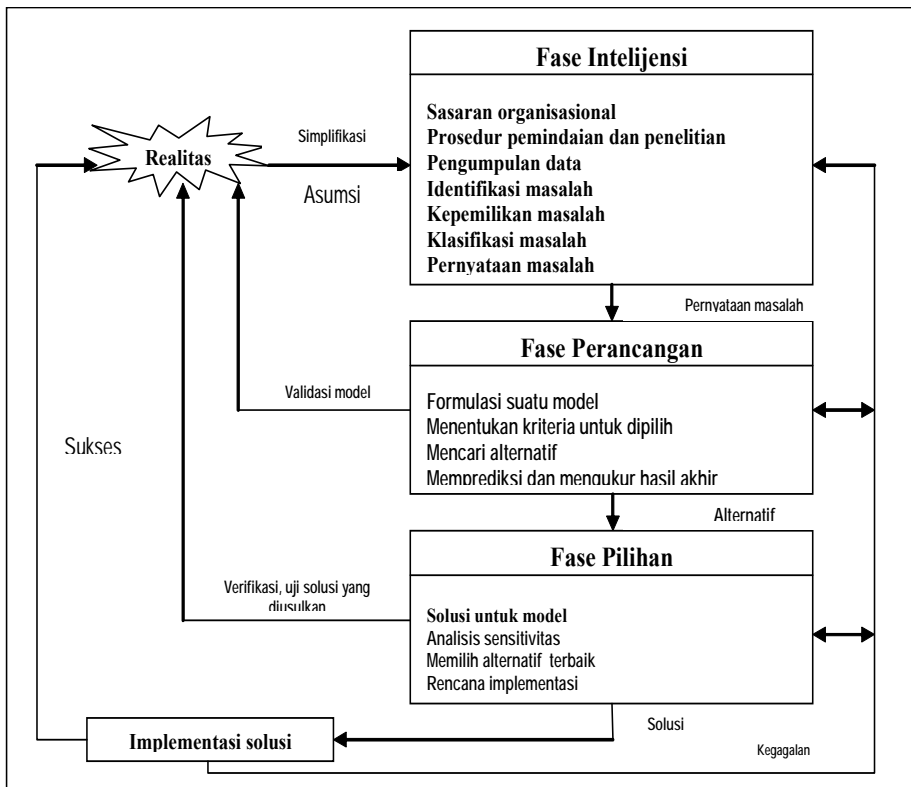 Fase Intelijensi
Sasaran organisasional
Prosedur pemindaian dan penelitian
Pengumpulan data
Identifikasi masalah
Kepemilikan masalah
Klasifikasi masalah
Pernyataan masalah
Realitas
Simplifikasi
Asumsi
Pernyataan masalah
Fase Perancangan
Formulasi suatu model
Menentukan kriteria untuk dipilih
Mencari alternatif
Memprediksi dan mengukur hasil akhir
Validasi model
Sukses
Alternatif
Fase Pilihan
Solusi untuk model
Analisis sensitivitas
Memilih alternatif terbaik
Rencana implementasi
Verifikasi, uji solusi yang
diusulkan
Solusi
Implementasi solusi
Kegagalan